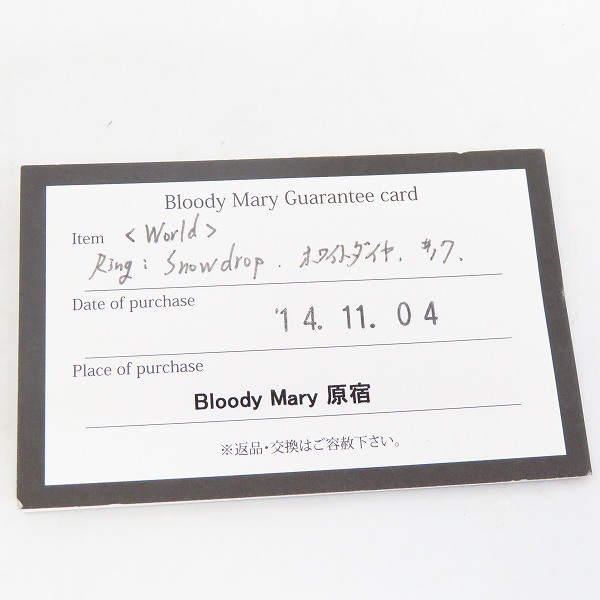 Bloody Mary Guarantee card
Item <World>
Ring: Snowdrop. ホワイトダイヤ. #17.
Date of purchase
'14.11.04
Place of purchase
Bloody Mary 原宿
※返品・交換はご容赦下さい。